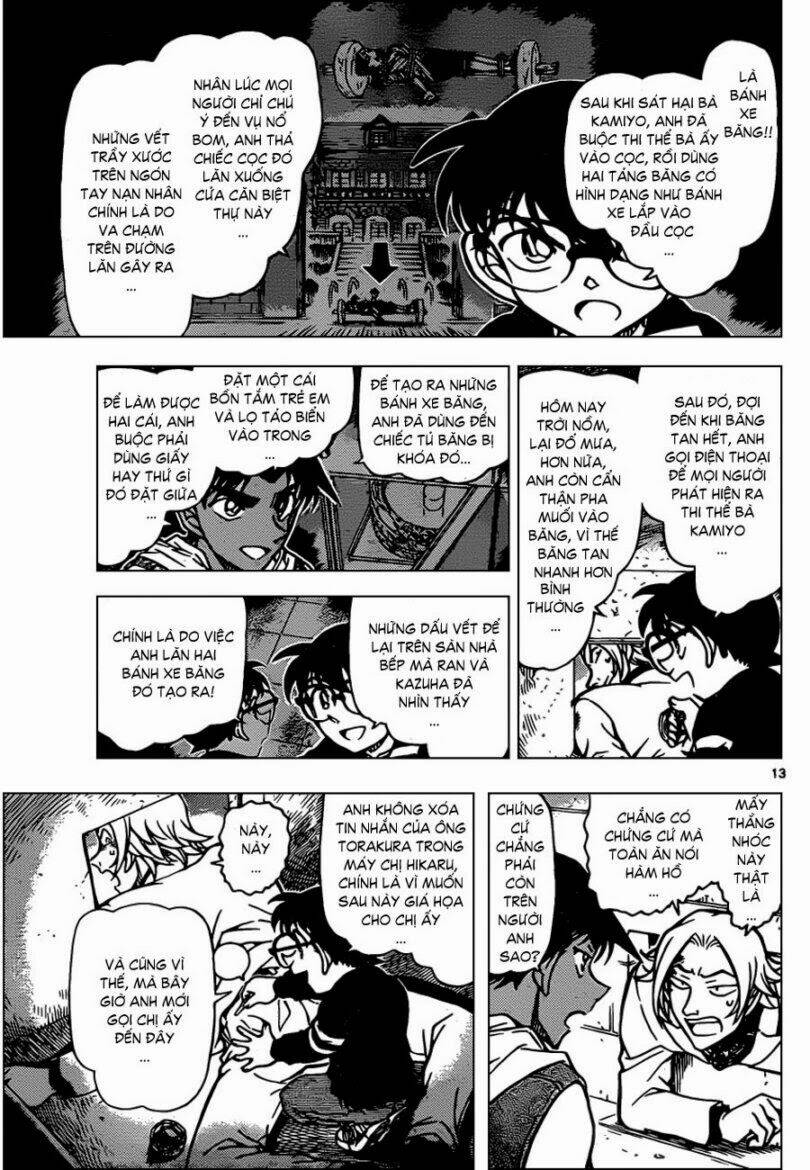 LÀ
BÁNH
XE
BĂNG!!
SAU KHI SÁT HẠI BÀ
KAMIYO, ANH ĐÃ
BUỘC THI THỂ BÀ ẤY
VÀO CỌC, RỒI DÙNG
HAI TẢNG BĂNG CÓ
HÌNH DẠNG NHƯ BÁNH
XE LẮP VÀO
ĐẦU CỌC
...
NHÂN LÚC MỌI
NGƯỜI CHỈ CHÚ
Ý ĐẾN VỤ NỔ
BOM, ANH THẢ
CHIẾC CỌC ĐÓ
LĂN XUỐNG
CỬA CĂN BIỆT
THỰ NÀY
...
NHỮNG VẾT
TRẦY XƯỚC
TRÊN NGÓN
TAY NẠN NHÂN
CHÍNH LÀ DO
VA CHẠM
TRÊN ĐƯỜNG
LĂN GÂY RA
...
SAU ĐÓ, ĐỢI
ĐẾN KHI BĂNG
TAN HẾT, ANH
GỌI ĐIỆN THOẠI
ĐỂ MỌI NGƯỜI
PHÁT HIỆN RA
THI THỂ BÀ
KAMIYO
...
HÔM NAY
TRỜI NỒM,
LẠI ĐỔ MƯA,
HƠN NỮA,
ANH CÒN CẨN
THẬN PHA
MUỐI VÀO
BĂNG, VÌ THẾ
BĂNG TAN
NHANH HƠN
BÌNH
THƯỜNG
...
ĐỂ TẠO RA NHỮNG
BÁNH XE BĂNG,
ANH ĐÃ DÙNG ĐẾN
CHIẾC TỦ BĂNG BỊ
KHÓA ĐÓ...
ĐẶT MỘT CÁI
BỒN TẮM TRẺ EM
VÀ LỌ TẢO BIỂN
VÀO TRONG
...
ĐỂ LÀM ĐƯỢC
HAI CÁI, ANH
BUỘC PHẢI
DÙNG GIẤY
HAY THỨ GÌ
ĐÓ ĐẶT GIỮA
...
NHỮNG DẤU VẾT ĐỂ
LẠI TRÊN SÀN NHÀ
BẾP MÀ RAN VÀ
KAZUHA ĐÃ
NHÌN THẤY
...
CHÍNH LÀ DO VIỆC
ANH LĂN HAI
BÁNH XE BĂNG
ĐÓ TẠO RA!
13
MẤY
THẰNG
NHÓC
NÀY
THẬT
LÀ
...
CHẲNG CÓ
CHỨNG CỨ MÀ
TOÀN ĂN NÓI
HÀM HỒ
...
CHỨNG
CỨ
CHẲNG
PHẢI
CÒN
TRÊN
NGƯỜI
ANH
SAO?
ANH KHÔNG XÓA
TIN NHẮN CỦA ÔNG
TORAKURA TRONG
MÁY CHỊ HIKARU,
CHÍNH LÀ VÌ MUỐN
SAU NÀY GIÁ HỌA
CHO CHỊ ẤY
...
NÀY,
NÀY
...
VÀ CŨNG VÌ
THẾ, MÀ BÂY
GIỜ ANH MỚI
GỌI CHỊ ẤY
ĐẾN ĐÂY
...